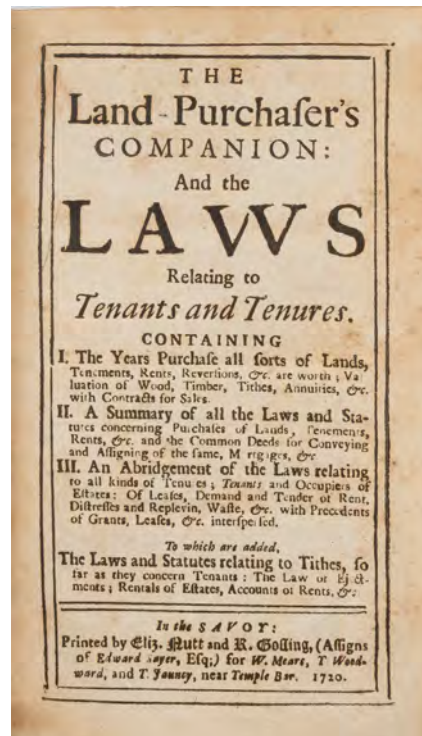 THE
Land-Purchaſer's
COMPANION:
And the
LAWS
Relating to
Tenants and Tenures.
CONTAINING
I. The Years Purchaſe all ſorts of Lands,
Tenements, Rents, Reverſions, &c. are worth; Va-
luation of Wood, Timber, Tithes, Annuities, &c.
with Contracts for Sales.
II. A Summary of all the Laws and Sta-
tutes concerning Purchaſes of Lands, Tenements,
Rents, &c. and the Common Deeds for Conveying
and Aſſigning of the ſame, M rtgages, &c
III. An Abridgement of the Laws relating
to all kinds of Tenures; Tenants and Occupiers of
Eſtates: Of Leaſes, Demand and Tender of Rent,
Diſtreſſes and Replevin, Waſte, &c. with Precedents
of Grants, Leaſes, &c. interſperſed.
To which are added,
The Laws and Statutes relating to Tithes, ſo
far as they concern Tenants: The Law of Eject-
ments; Rentals of Eſtates, Accounts of Rents, &c.
In the SAVOY:
Printed by Eliz. Nutt and R. Goſling, (Aſſigns
of Edward Sayer, Eſq;) for W. Mears, T. Wood-
ward, and T. near Temple Bar. 1720.